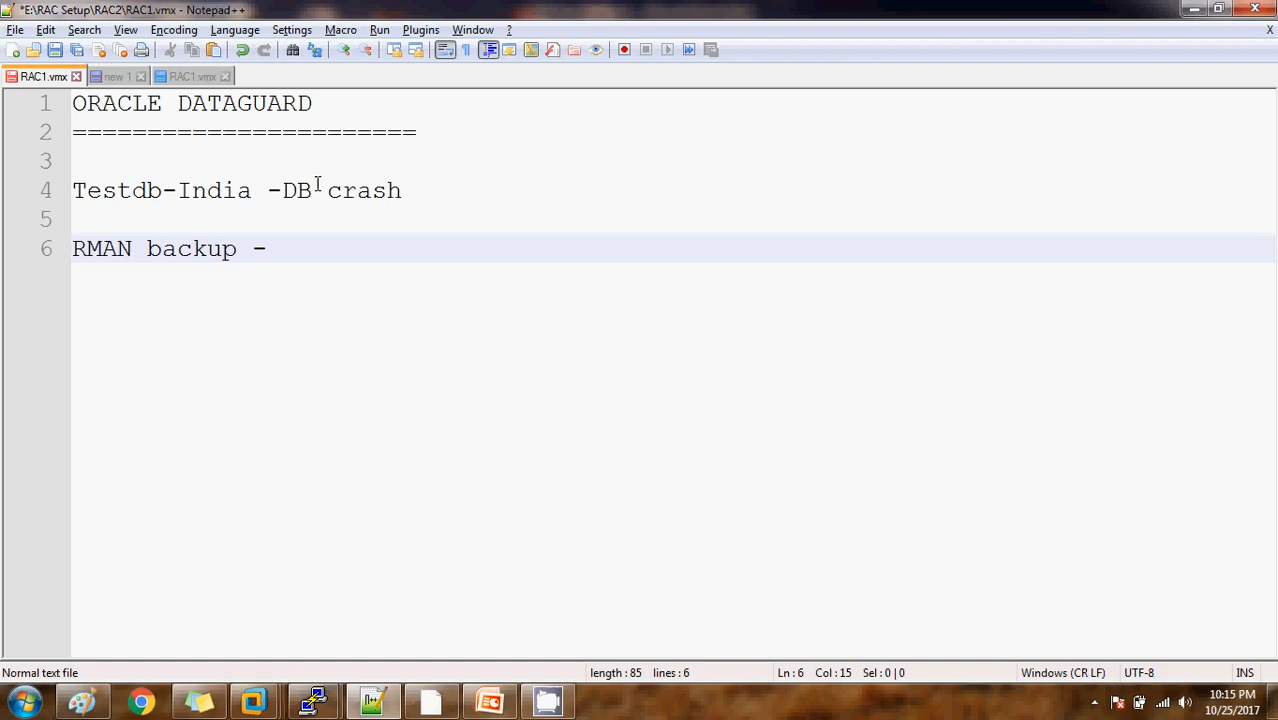 *E:\RAC Setup\RAC2\RAC1.vmx - Notepad++
File Edit Search View Encoding Language Settings Macro Run Plugins Window ? X
RAC1.vmx new 1 RAC1.vmx
1 ORACLE DATAGUARD
2 =======================
3
4 Testdb-India -DB crash
5
6 RMAN backup -
Normal text file length : 85 lines : 6 Ln : 6 Col : 15 Sel : 0 | 0 Windows (CR LF) UTF-8 INS
10:15 PM
10/25/2017